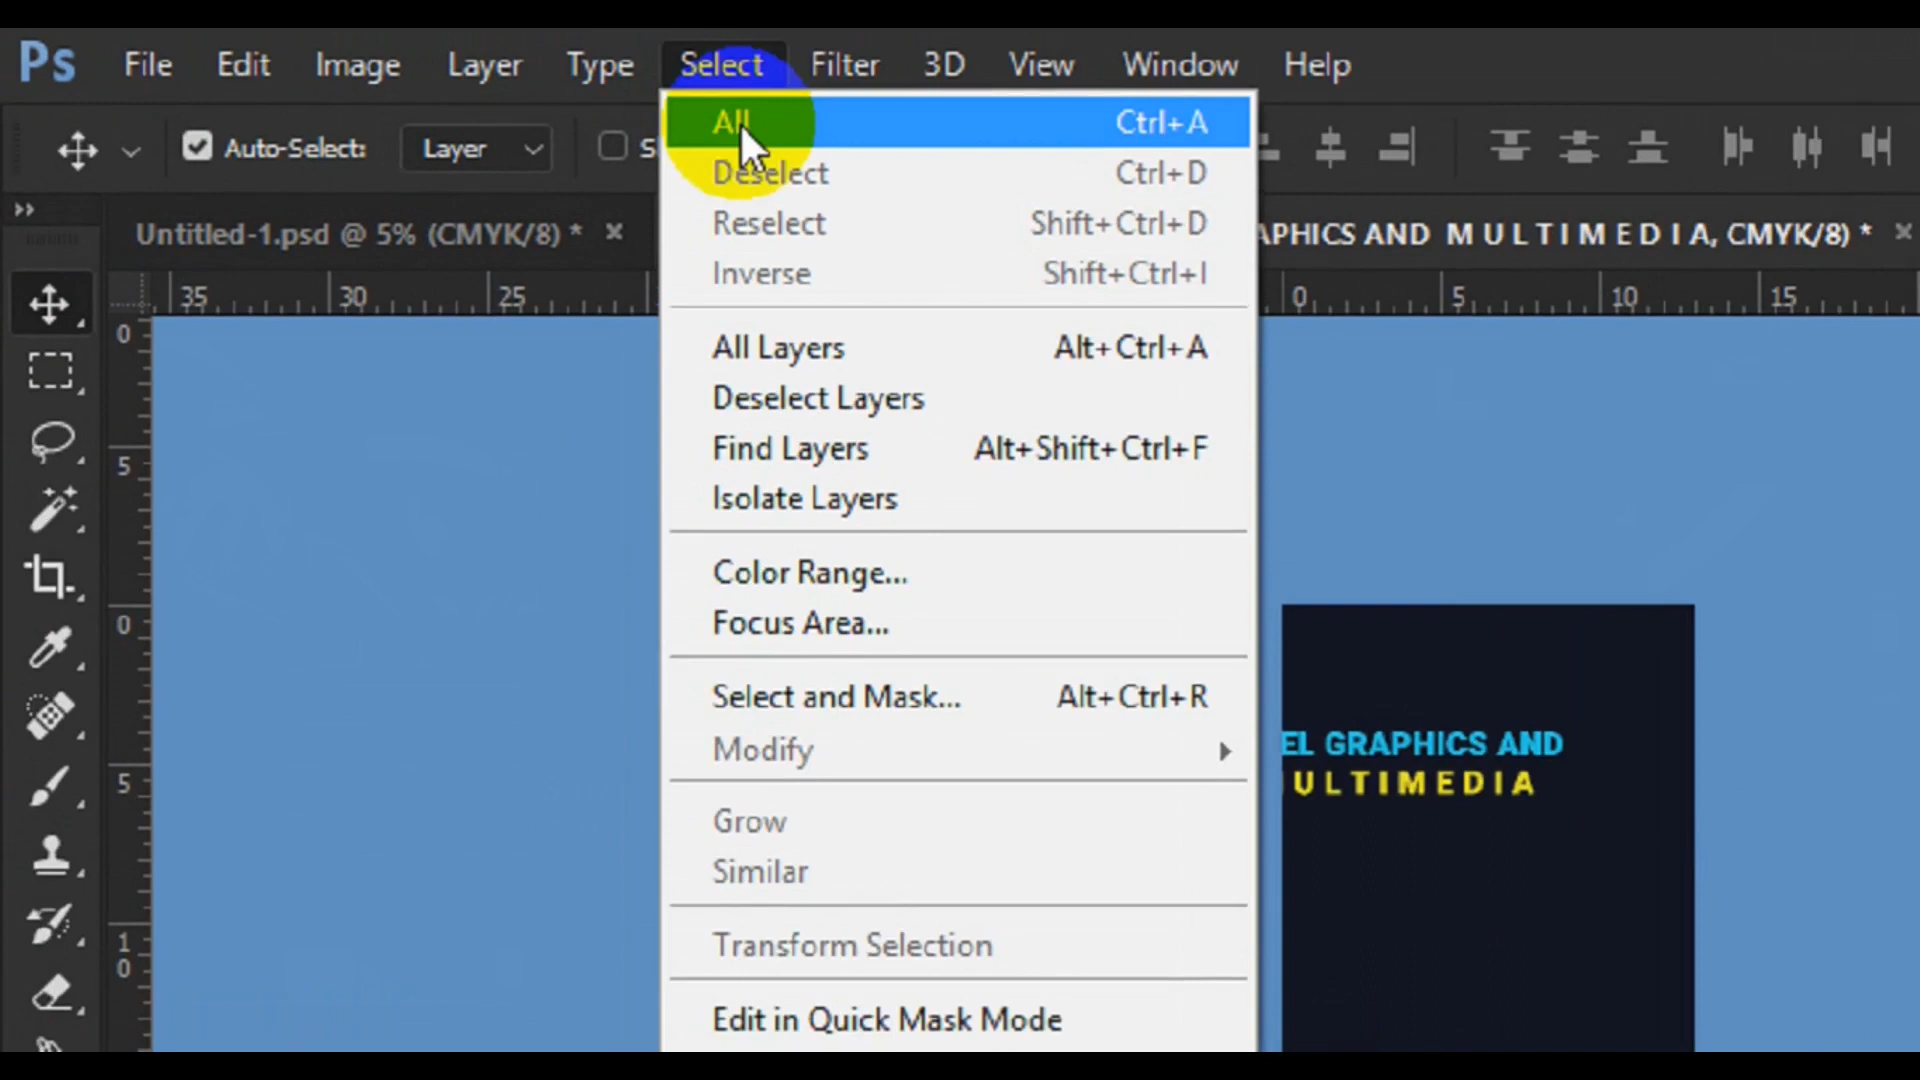 Ps File Edit Image Layer Type Select Filter 3D View Window Help
Auto-Select: Layer S
Untitled-1.psd @ 5% (CMYK/8) *
APHICS AND M U L T I M E D I A, CMYK/8) *
35 30 25 0 5 10 15
0
5
0
5
1
0
All Ctrl+A
Deselect Ctrl+D
Reselect Shift+Ctrl+D
Inverse Shift+Ctrl+I
All Layers Alt+Ctrl+A
Deselect Layers
Find Layers Alt+Shift+Ctrl+F
Isolate Layers
Color Range...
Focus Area...
Select and Mask... Alt+Ctrl+R
Modify
Grow
Similar
Transform Selection
Edit in Quick Mask Mode
EL GRAPHICS AND
ULTIMEDIA